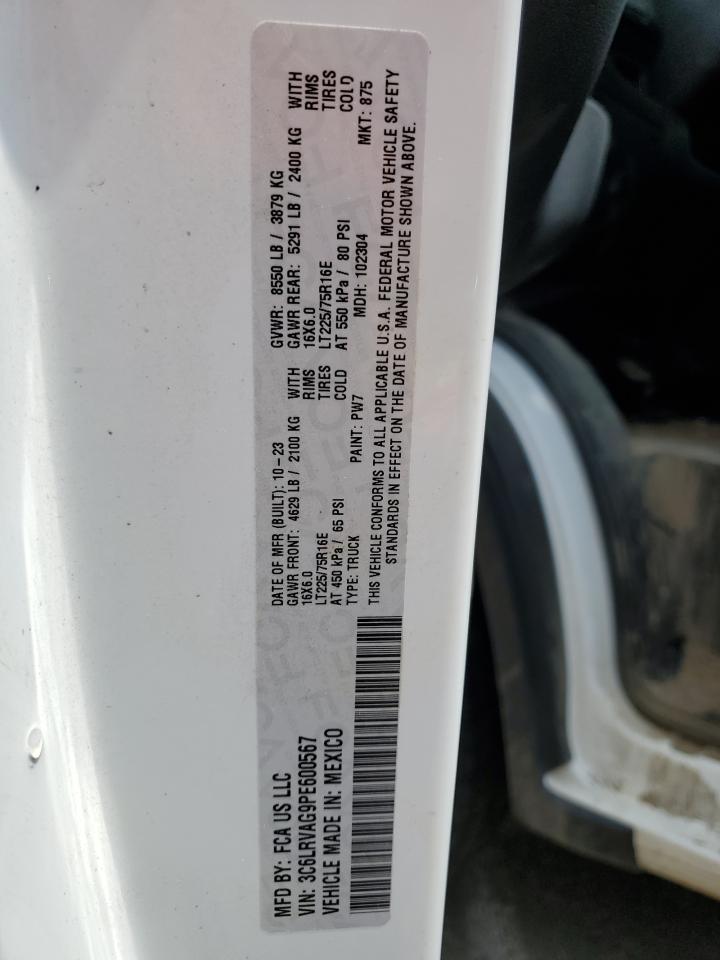 MFD BY: FCA US LLC
VIN: 3C6LRVAG9PE600567
VEHICLE MADE IN: MEXICO
DATE OF MFR (BUILT): 10-23 GVWR: 8550 LB / 3879 KG
GAWR FRONT: 4629 LB / 2100 KG WITH GAWR REAR: 5291 LB / 2400 KG WITH
16X6.0 RIMS 16X6.0 RIMS
LT225/75R16E TIRES LT225/75R16E TIRES
AT 450 kPa / 65 PSI COLD AT 550 kPa / 80 PSI COLD
TYPE: TRUCK PAINT: PW7 MDH: 102304 MKT: 875
THIS VEHICLE CONFORMS TO ALL APPLICABLE U.S.A. FEDERAL MOTOR VEHICLE SAFETY
STANDARDS IN EFFECT ON THE DATE OF MANUFACTURE SHOWN ABOVE.